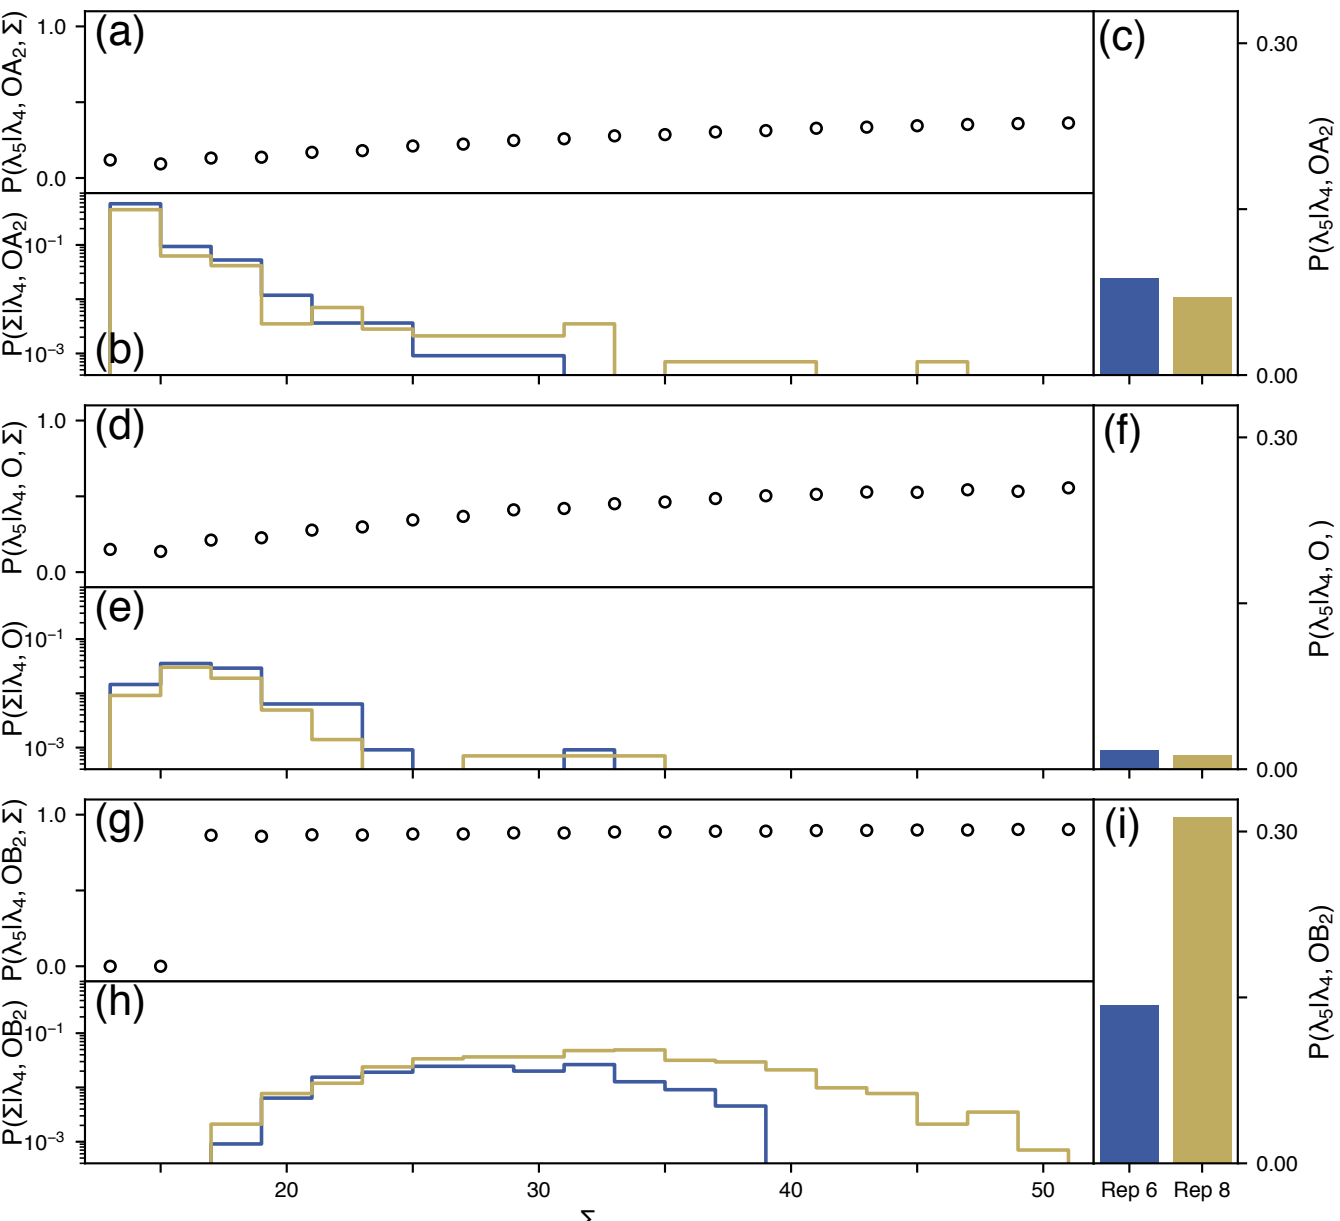 (a)
1.0
0.0
P(λ₅|λ₄, OA₂, Σ)
(b)
10⁻¹
10⁻³
P(Σ|λ₄, OA₂)
(c)
0.30
0.00
P(λ₅|λ₄, OA₂)
(d)
1.0
0.0
P(λ₅|λ₄, O, Σ)
(e)
10⁻¹
10⁻³
P(Σ|λ₄, O)
(f)
0.30
0.00
P(λ₅|λ₄, O,)
(g)
1.0
0.0
P(λ₅|λ₄, OB₂, Σ)
(h)
10⁻¹
10⁻³
P(Σ|λ₄, OB₂)
(i)
0.30
0.00
P(λ₅|λ₄, OB₂)
20 30 40 50 Rep 6 Rep 8
Σ